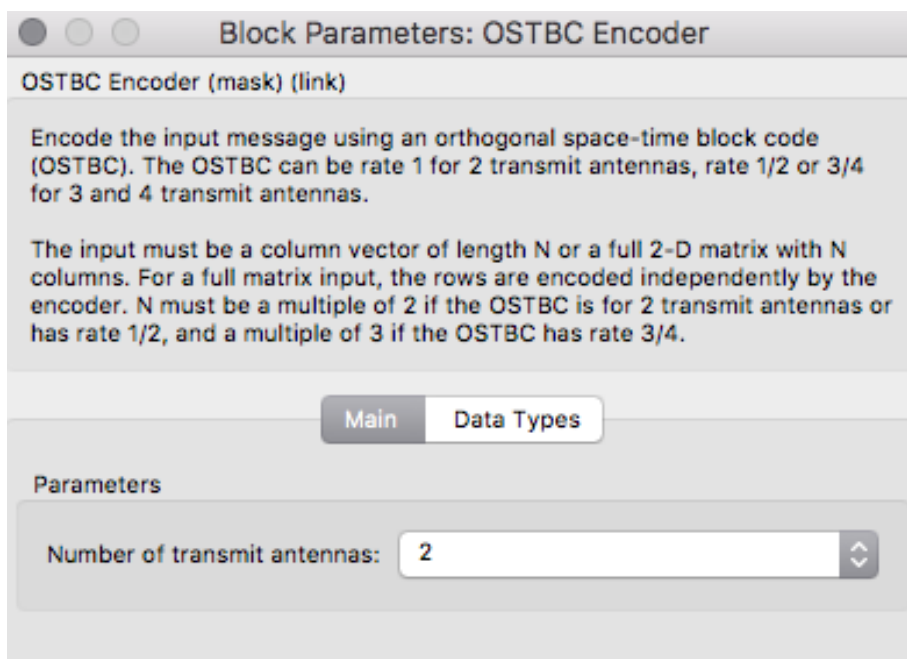 Block Parameters: OSTBC Encoder
OSTBC Encoder (mask) (link)
Encode the input message using an orthogonal space-time block code
(OSTBC). The OSTBC can be rate 1 for 2 transmit antennas, rate 1/2 or 3/4
for 3 and 4 transmit antennas.
The input must be a column vector of length N or a full 2-D matrix with N
columns. For a full matrix input, the rows are encoded independently by the
encoder. N must be a multiple of 2 if the OSTBC is for 2 transmit antennas or
has rate 1/2, and a multiple of 3 if the OSTBC has rate 3/4.
Main Data Types
Parameters
Number of transmit antennas: 2